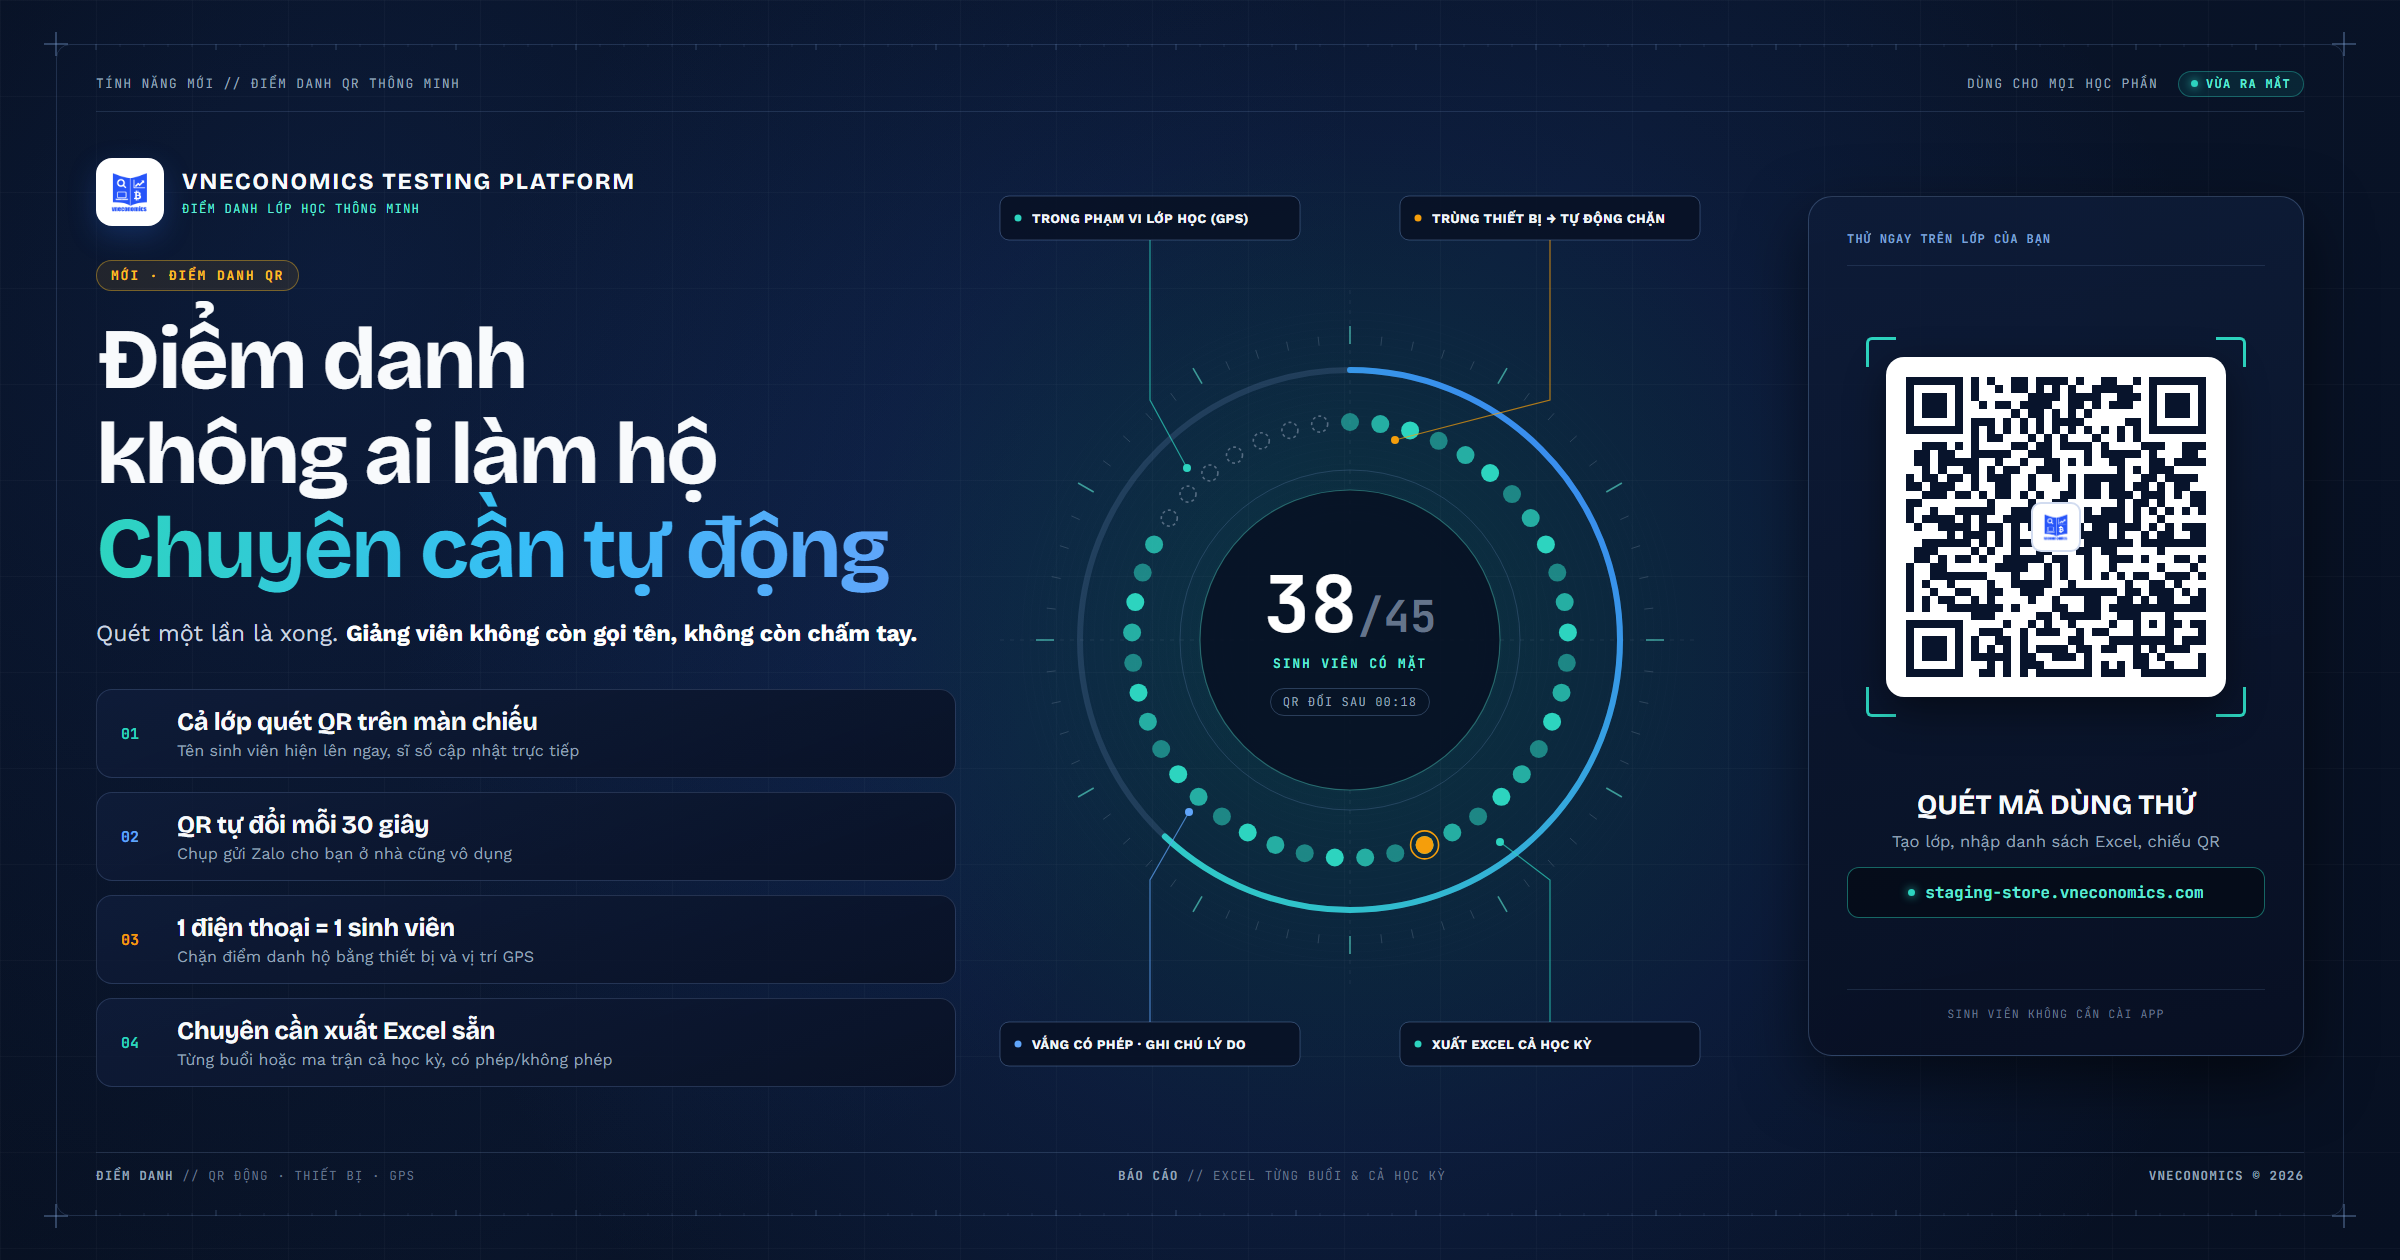 TÍNH NĂNG MỚI // ĐIỂM DANH QR THÔNG MINH
DÙNG CHO MỌI HỌC PHẦN
VỪA RA MẮT
VNECONOMICS TESTING PLATFORM
ĐIỂM DANH LỚP HỌC THÔNG MINH
MỚI · ĐIỂM DANH QR
Điểm danh
không ai làm hộ
Chuyên cần tự động
Quét một lần là xong. Giảng viên không còn gọi tên, không còn chấm tay.
01
Cả lớp quét QR trên màn chiếu
Tên sinh viên hiện lên ngay, sĩ số cập nhật trực tiếp
02
QR tự đổi mỗi 30 giây
Chụp gửi Zalo cho bạn ở nhà cũng vô dụng
03
1 điện thoại = 1 sinh viên
Chặn điểm danh hộ bằng thiết bị và vị trí GPS
04
Chuyên cần xuất Excel sẵn
Từng buổi hoặc ma trận cả học kỳ, có phép/không phép
TRONG PHẠM VI LỚP HỌC (GPS)
TRÙNG THIẾT BỊ → TỰ ĐỘNG CHẶN
38/45
SINH VIÊN CÓ MẶT
QR ĐỔI SAU 00:18
VẮNG CÓ PHÉP · GHI CHÚ LÝ DO
XUẤT EXCEL CẢ HỌC KỲ
THỬ NGAY TRÊN LỚP CỦA BẠN
QUÉT MÃ DÙNG THỬ
Tạo lớp, nhập danh sách Excel, chiếu QR
staging-store.vneconomics.com
SINH VIÊN KHÔNG CẦN CÀI APP
ĐIỂM DANH // QR ĐỘNG · THIẾT BỊ · GPS
BÁO CÁO // EXCEL TỪNG BUỔI & CẢ HỌC KỲ
VNECONOMICS © 2026